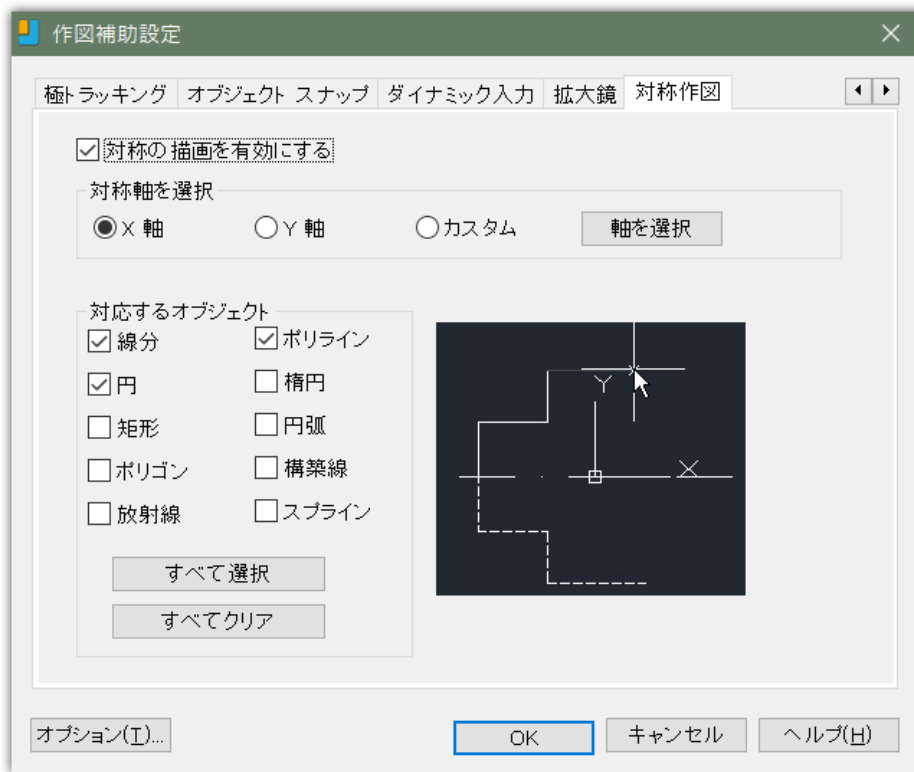 作図補助設定
極トラッキング オブジェクト スナップ ダイナミック入力 拡大鏡 対称作図
対称の描画を有効にする
対称軸を選択
X 軸 Y 軸 カスタム 軸を選択
対応するオブジェクト
線分 ポリライン
円 楕円
矩形 円弧
ポリゴン 構築線
放射線 スプライン
すべて選択
すべてクリア
Y
X
オプション(T)... OK キャンセル ヘルプ(H)